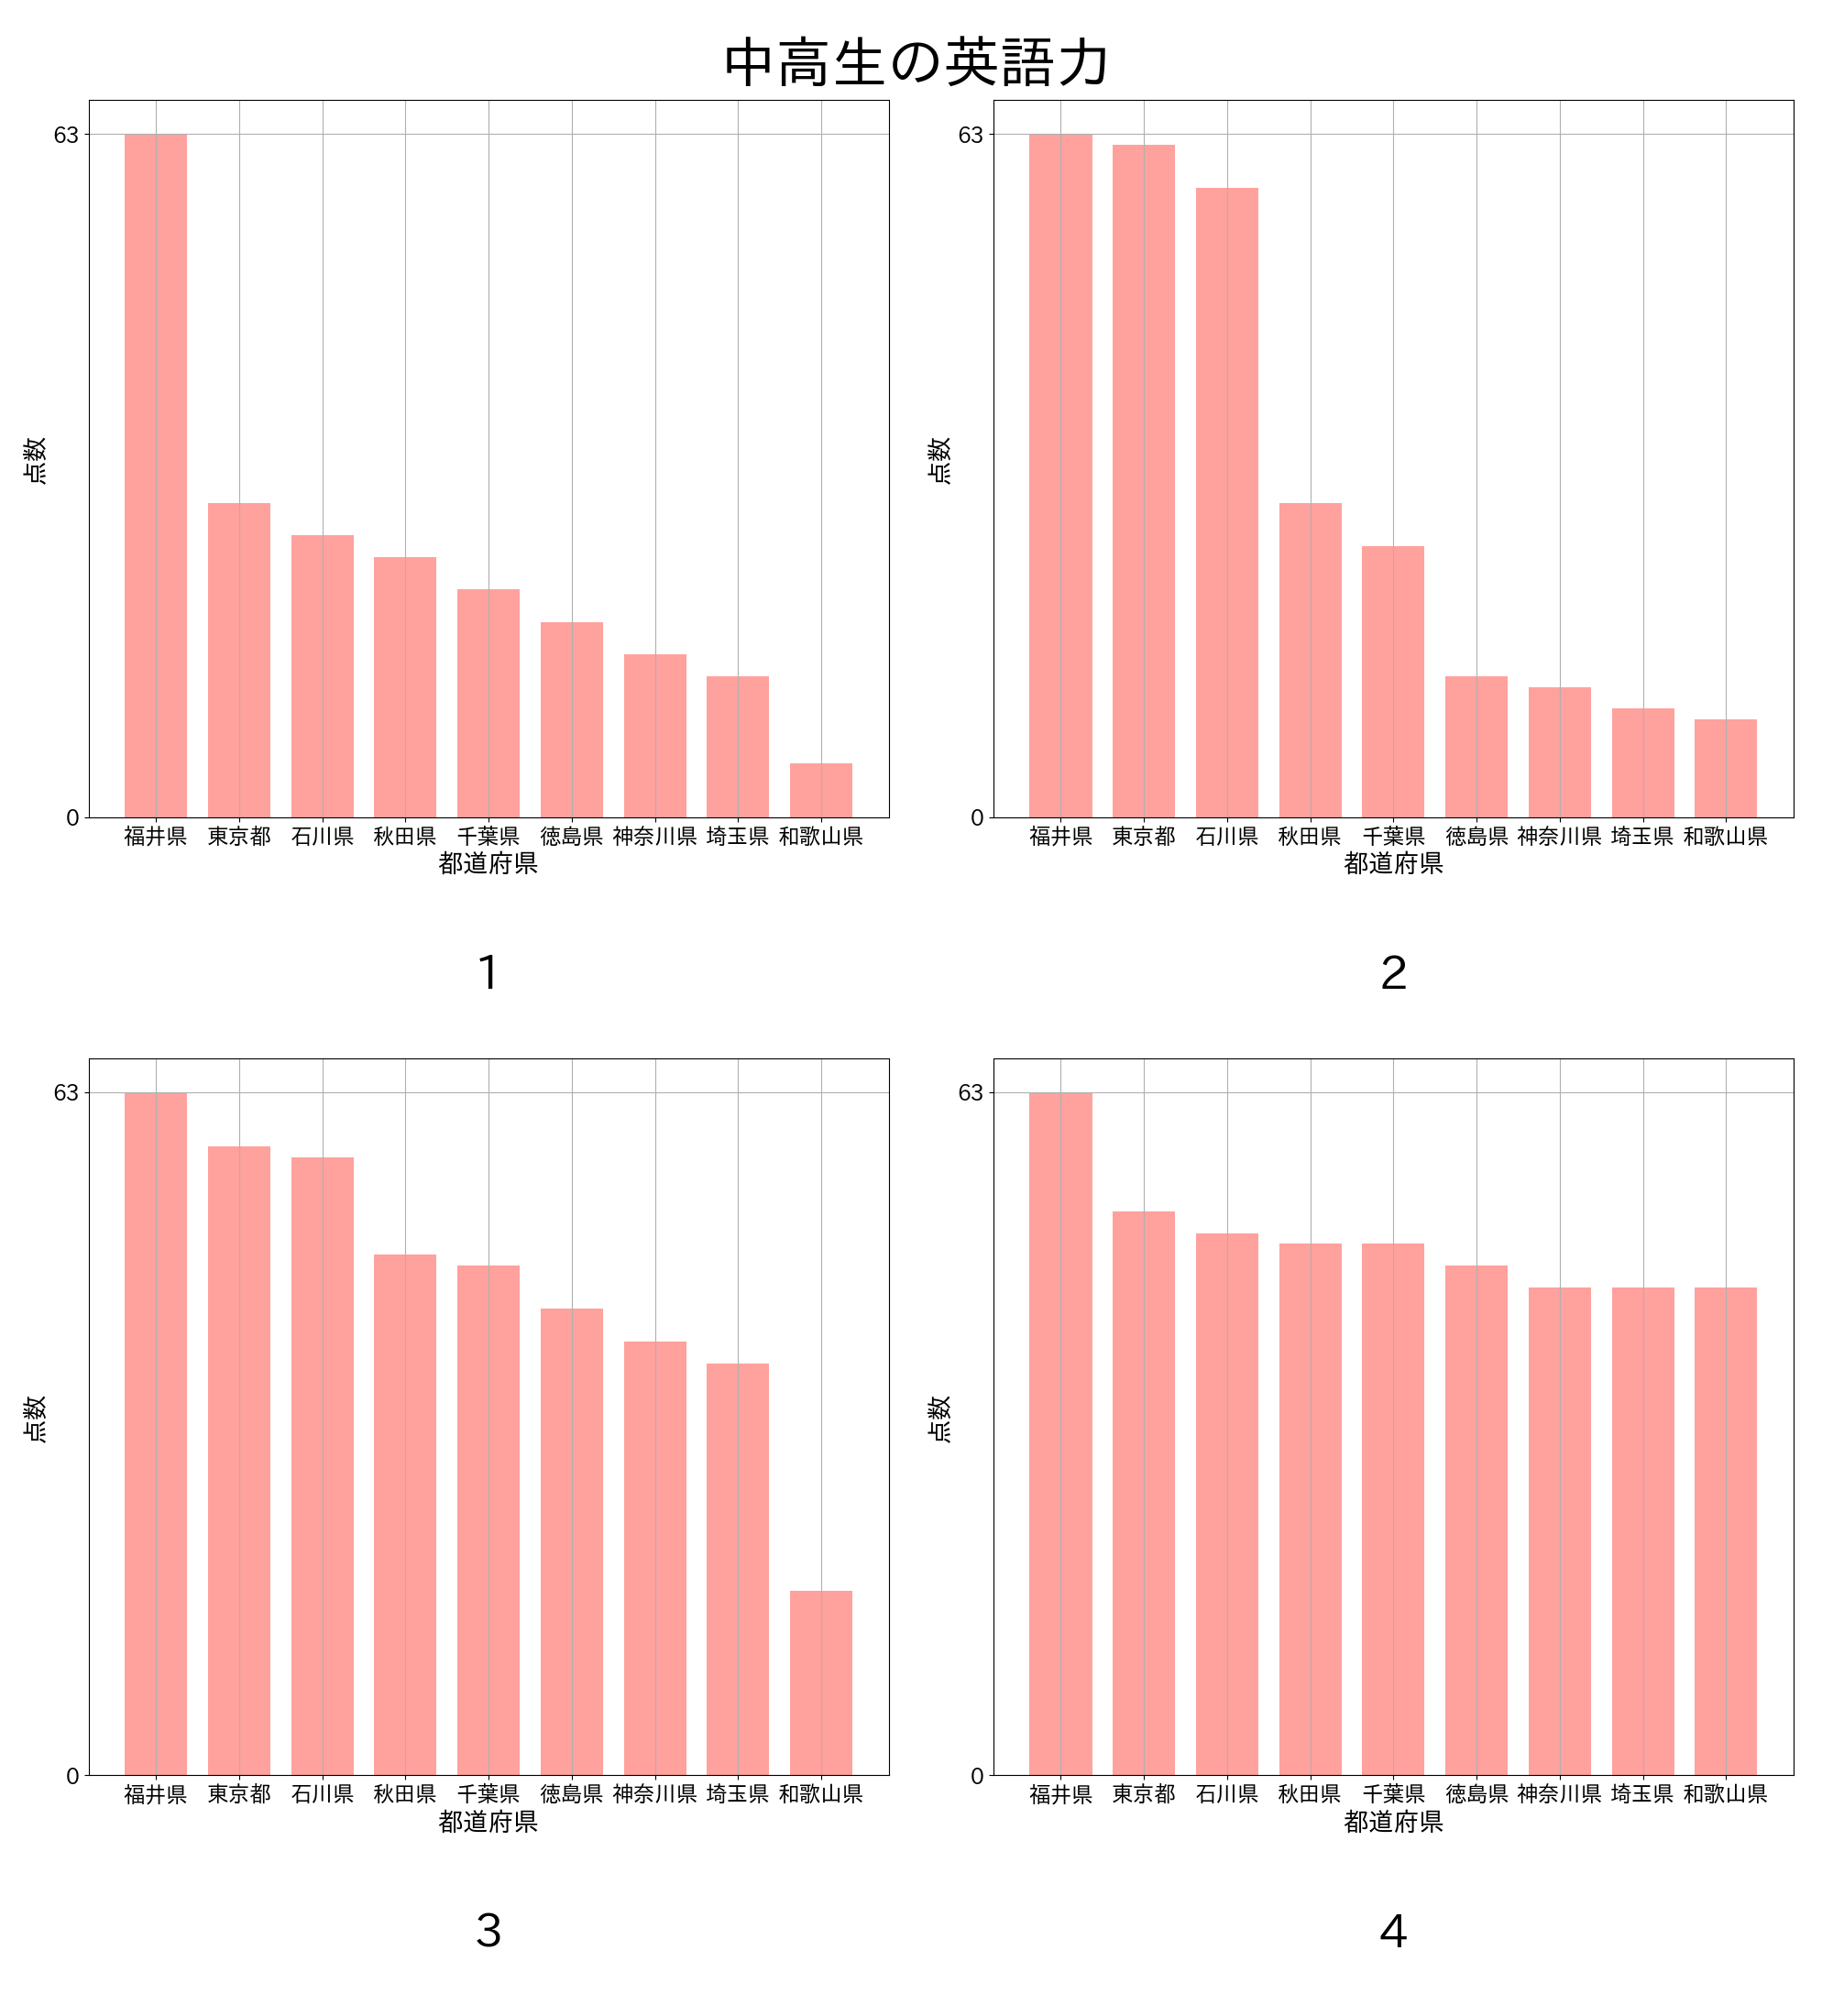 中高生の英語力
63
点数
0
福井県 東京都 石川県 秋田県 千葉県 徳島県 神奈川県 埼玉県 和歌山県
都道府県
1
63
点数
0
福井県 東京都 石川県 秋田県 千葉県 徳島県 神奈川県 埼玉県 和歌山県
都道府県
2
63
点数
0
福井県 東京都 石川県 秋田県 千葉県 徳島県 神奈川県 埼玉県 和歌山県
都道府県
3
63
点数
0
福井県 東京都 石川県 秋田県 千葉県 徳島県 神奈川県 埼玉県 和歌山県
都道府県
4